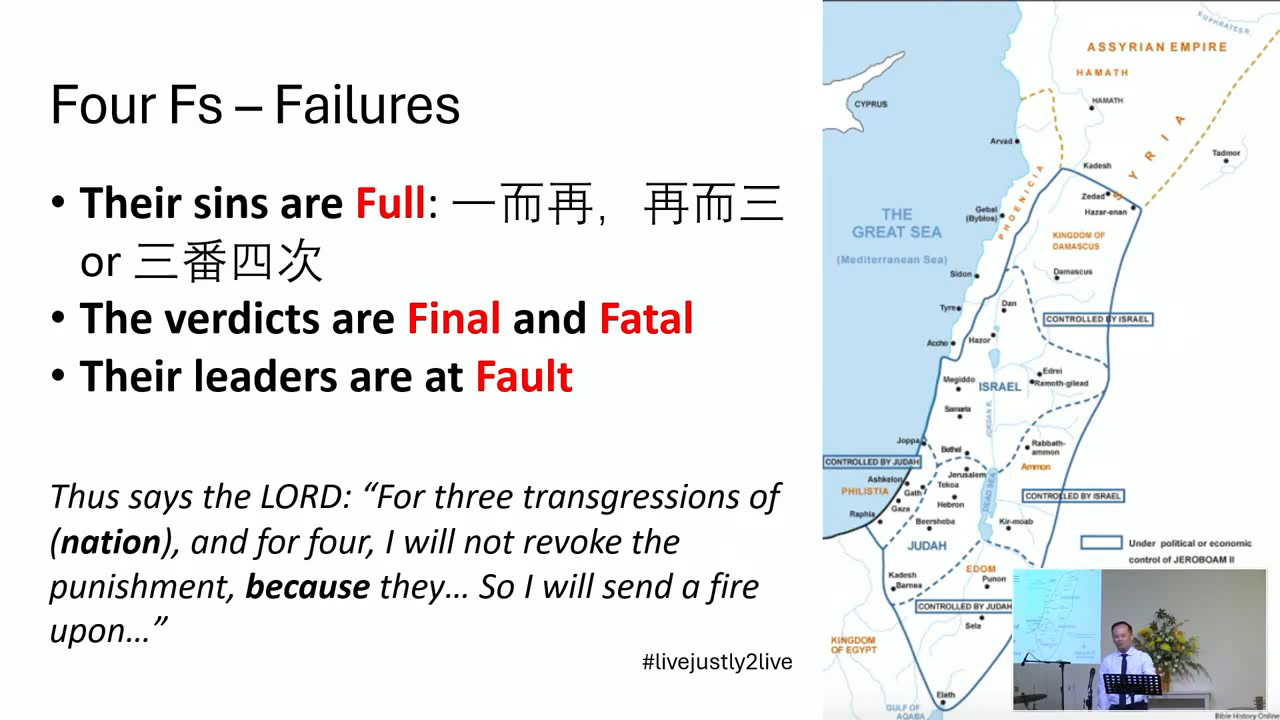 Four Fs – Failures
• Their sins are Full: 一而再，再而三
or 三番四次
• The verdicts are Final and Fatal
• Their leaders are at Fault
Thus says the LORD: “For three transgressions of
(nation), and for four, I will not revoke the
punishment, because they… So I will send a fire
upon…”
#livejustly2live
EUPHRATES R.
ASSYRIAN EMPIRE
HAMATH
HAMATH
CYPRUS
Arvad
SYRIA
Tadmor
Kadesh
PHOENICIA
Zedad
Hazar-enan
Gebal
(Byblos)
THE
GREAT SEA
(Mediterranean Sea)
KINGDOM OF
DAMASCUS
Sidon
Damascus
Tyre
Dan
CONTROLLED BY ISRAEL
Accho
Hazor
Edrei
Ramoth-gilead
Megiddo
ISRAEL
Samaria
JORDAN R.
Joppa
Bethel
Rabbath-
ammon
CONTROLLED BY JUDAH
Jerusalem
Ammon
Ashkelon
Tekoa
PHILISTIA
Gath
DEAD SEA
CONTROLLED BY ISRAEL
Gaza
Hebron
Raphia
Beersheba
Kir-moab
JUDAH
Under political or economic
control of JEROBOAM II
EDOM
Kadesh
Barnea
Punon
CONTROLLED BY JUDAH
Sela
KINGDOM
OF EGYPT
Elath
GULF OF
AQABA
Bible History Online